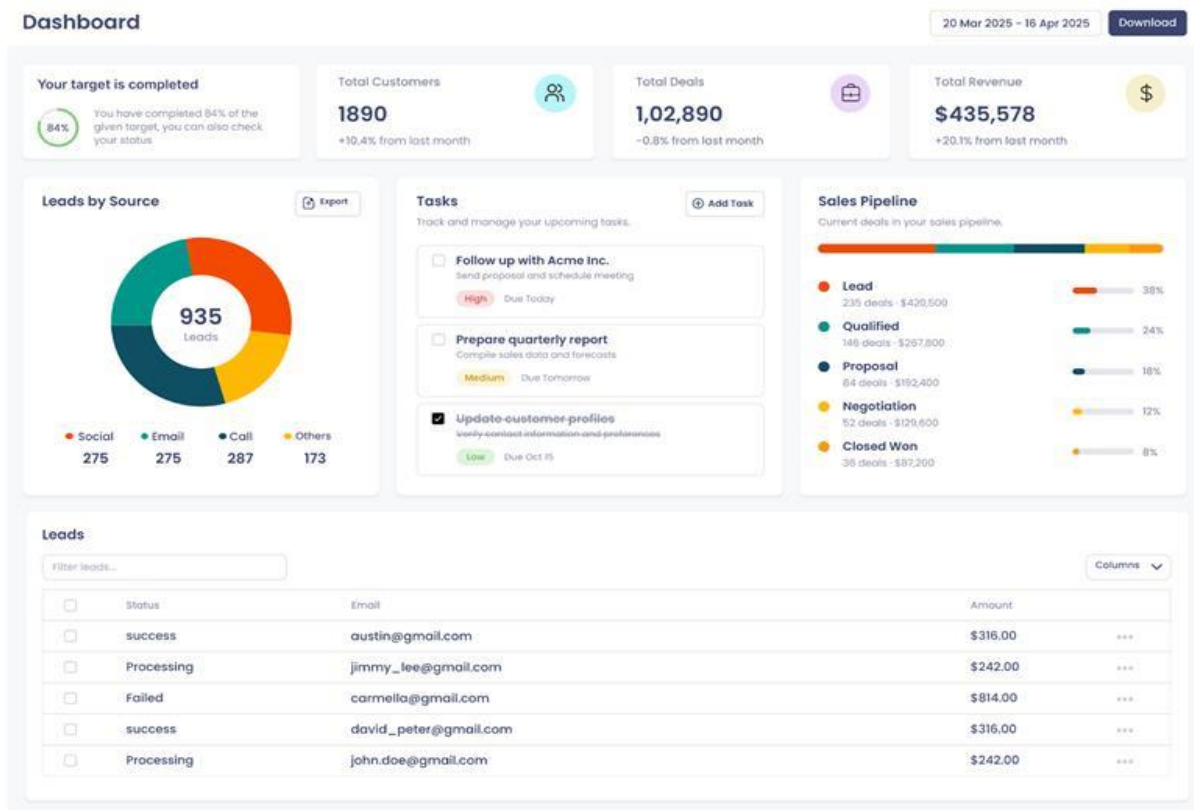 Dashboard
20 Mar 2025 - 16 Apr 2025
Download
Your target is completed
84%
You have completed 84% of the
given target, you can also check
your status
Total Customers
1890
+10.4% from last month
Total Deals
1,02,890
-0.8% from last month
Total Revenue
$435,578
$
+20.1% from last month
Leads by Source
Export
935
Leads
Social
Email
Call
Others
275
275
287
173
Tasks
Add Task
Track and manage your upcoming tasks.
Follow up with Acme Inc.
Send proposal and schedule meeting
High
Due Today
Prepare quarterly report
Compile sales data and forecasts
Medium
Due Tomorrow
Update customer profiles
Verify contact information and preferences
Low
Due Oct 15
Sales Pipeline
Current deals in your sales pipeline.
Lead
235 deals · $420,500
38%
Qualified
146 deals · $267,800
24%
Proposal
84 deals · $192,400
18%
Negotiation
52 deals · $129,600
12%
Closed Won
36 deals · $87,200
8%
Leads
Filter leads...
Columns
Status Email Amount
success austin@gmail.com $316.00
Processing jimmy_lee@gmail.com $242.00
Failed carmella@gmail.com $814.00
success david_peter@gmail.com $316.00
Processing john.doe@gmail.com $242.00